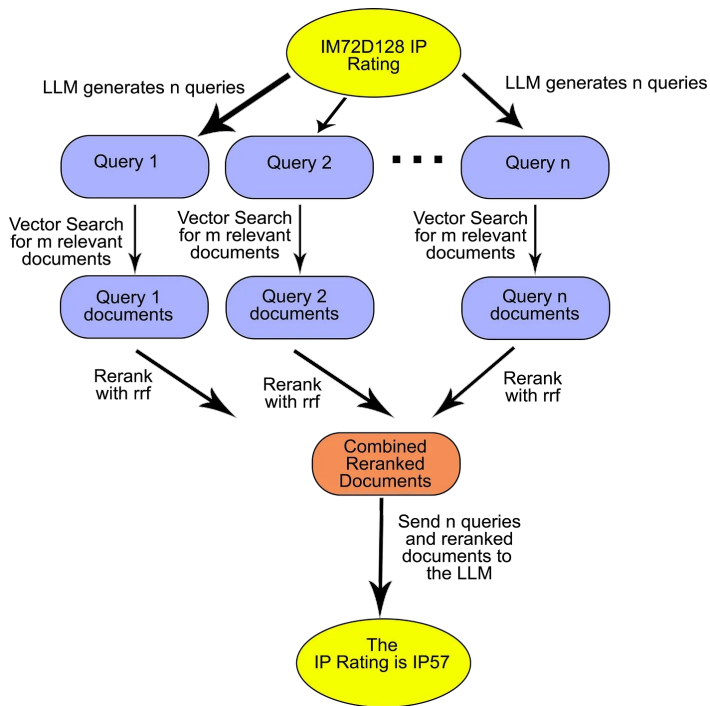 IM72D128 IP
Rating
LLM generates n queries
LLM generates n queries
Query 1
Query 2
Query n
Vector Search
for m relevant
documents
Vector Search
for m relevant
documents
Vector Search
for m relevant
documents
Query 1
documents
Query 2
documents
Query n
documents
Rerank
with rrf
Rerank
with rrf
Rerank
with rrf
Combined
Reranked
Documents
Send n queries
and reranked
documents to
the LLM
The
IP Rating is IP57